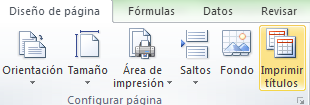 Diseño de página Fórmulas Datos Revisar
Orientación Tamaño Área de impresión Saltos Fondo Imprimir títulos
Configurar página